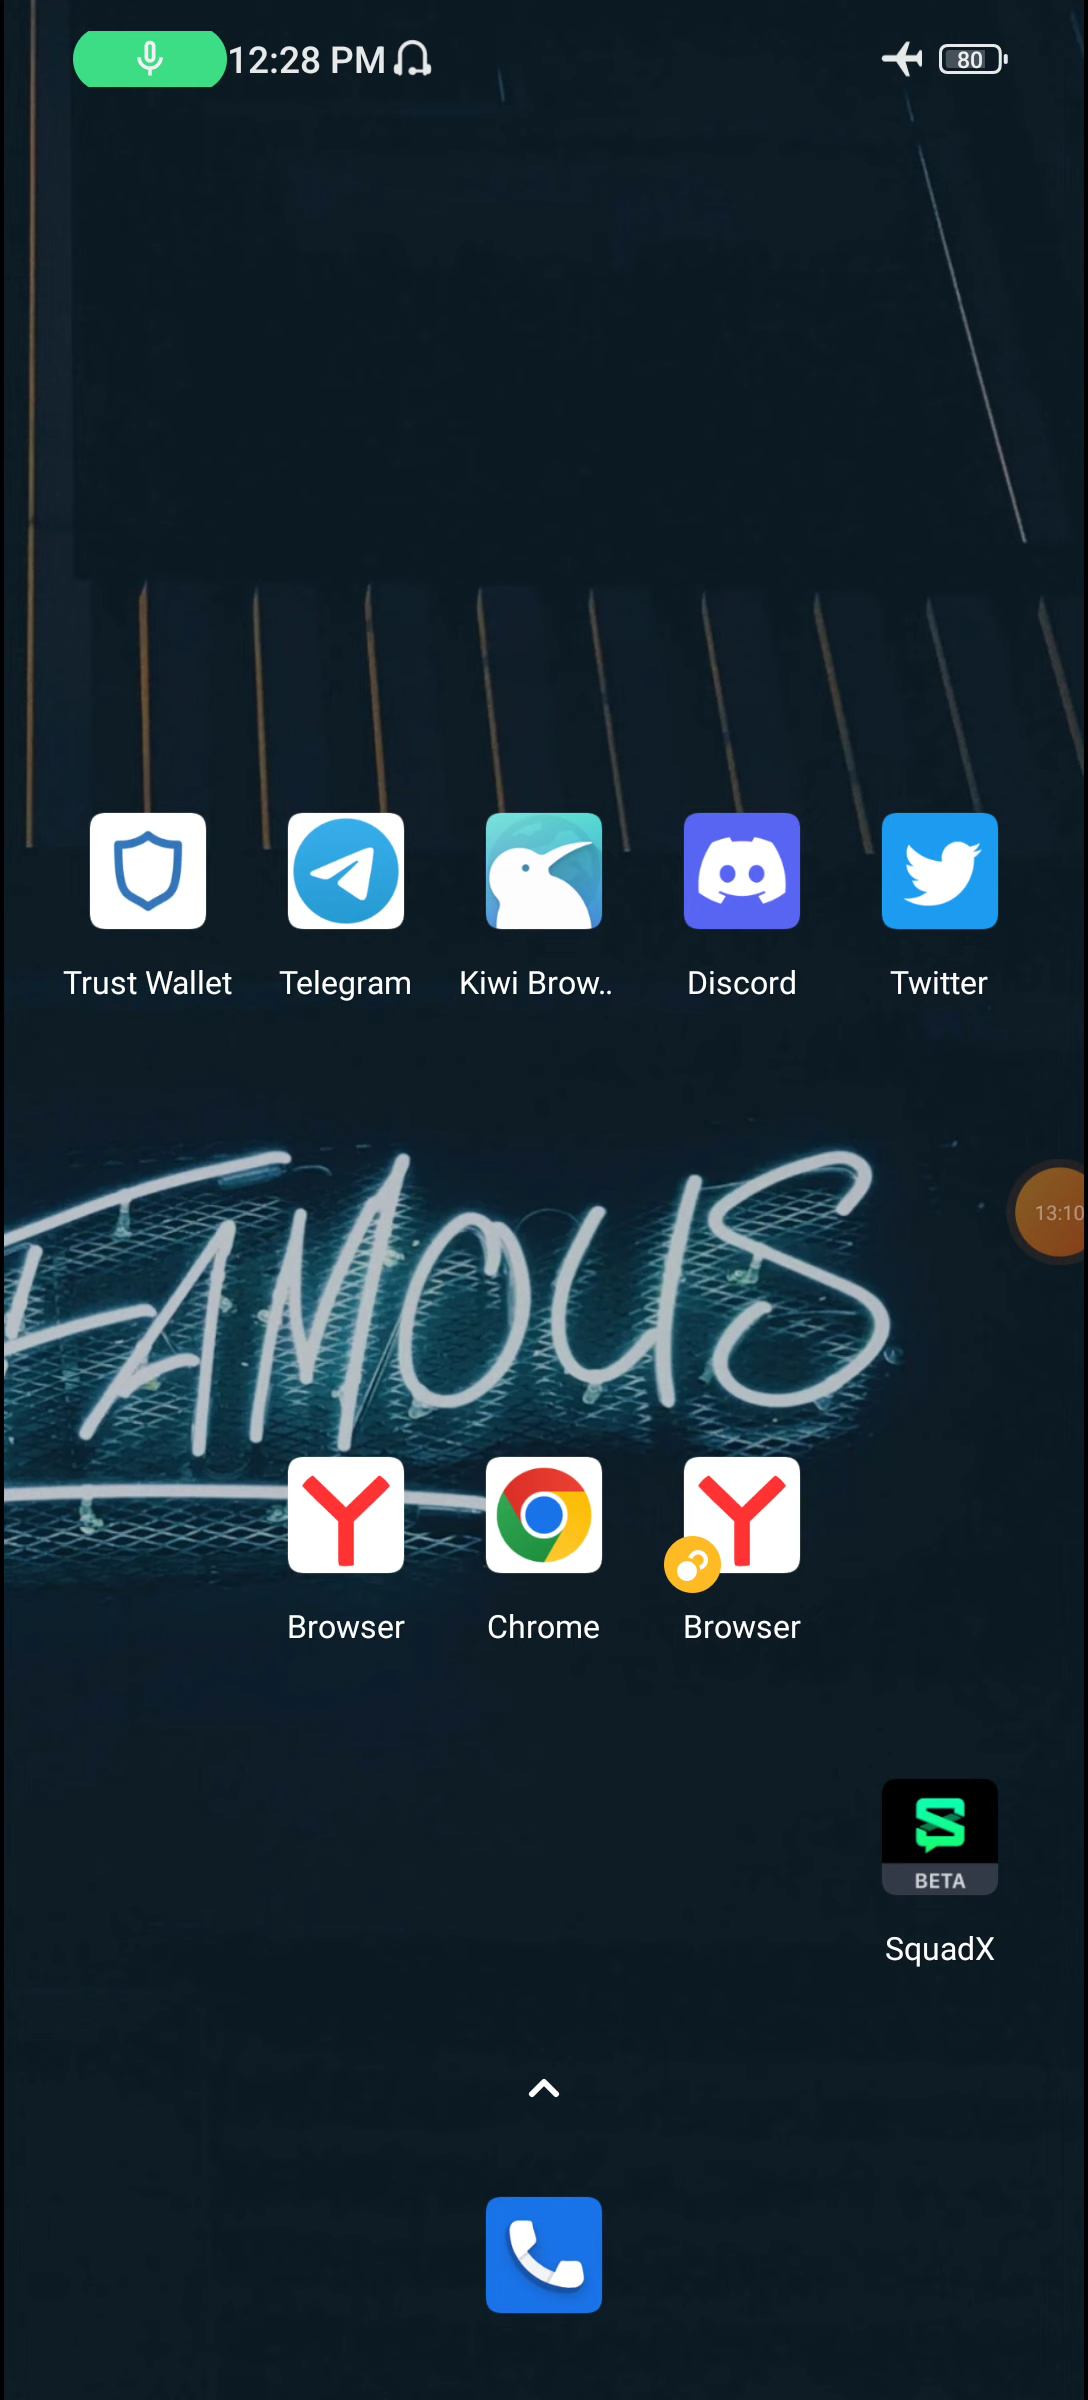 12:28 PM
80
Trust Wallet
Telegram
Kiwi Brow..
Discord
Twitter
FAMOUS
13:10
Browser
Chrome
Browser
BETA
SquadX